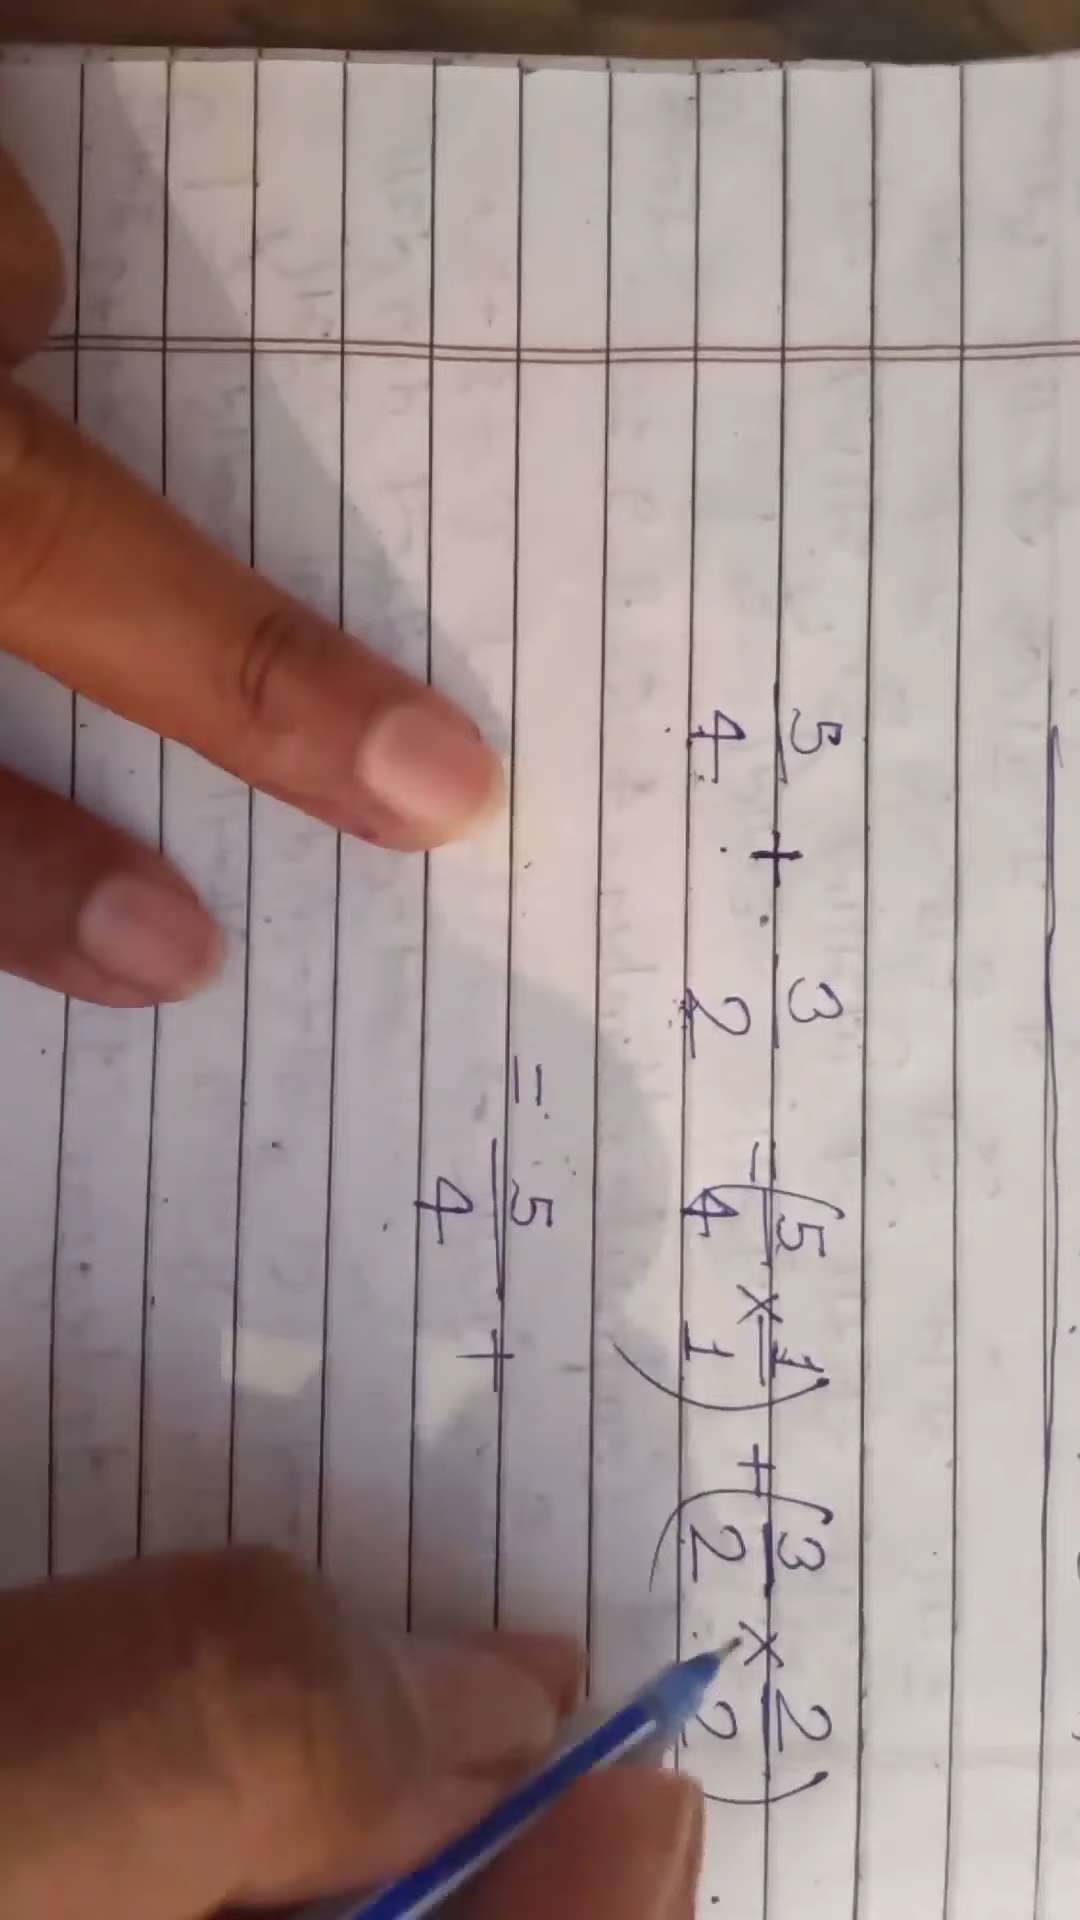 5/4 + 3/2 = (5/4 × 1/1) + (3/2 × 2/2)
= 5/4 +